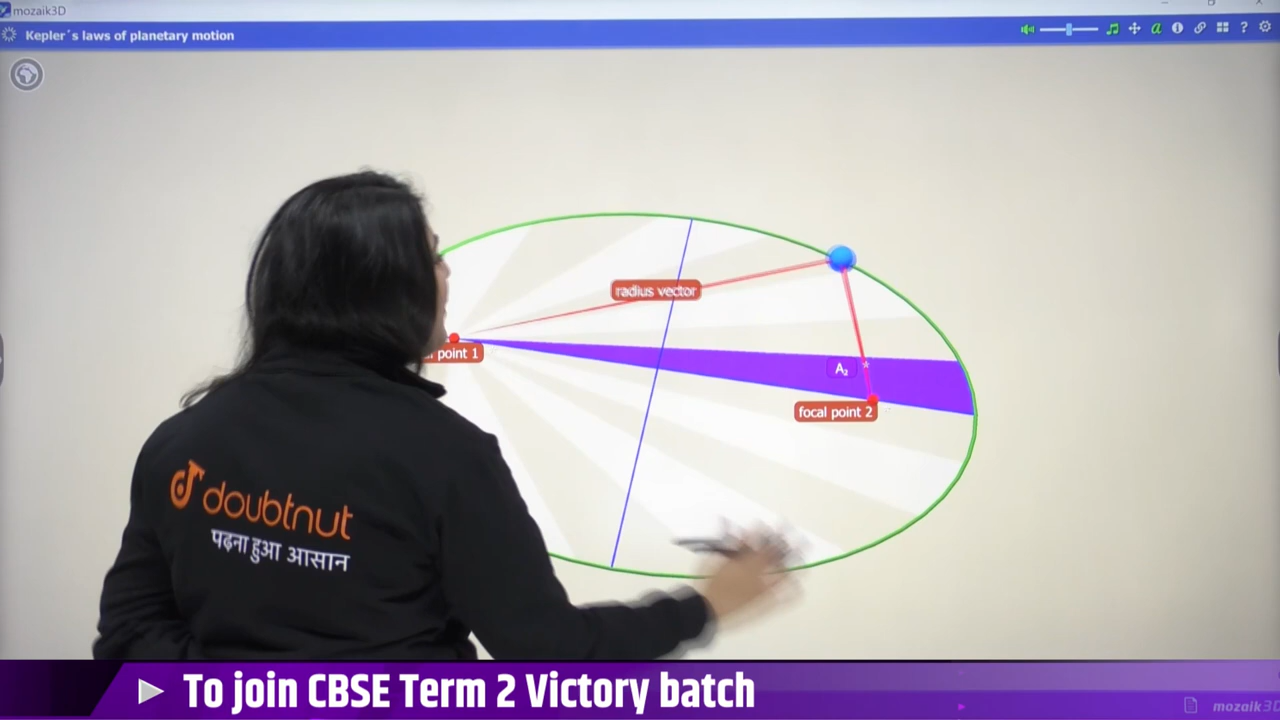 mozaik3D
Kepler´s laws of planetary motion
radius vector
point 1
A₂
focal point 2
doubtnut
पढ़ना हुआ आसान
To join CBSE Term 2 Victory batch
mozaik3D